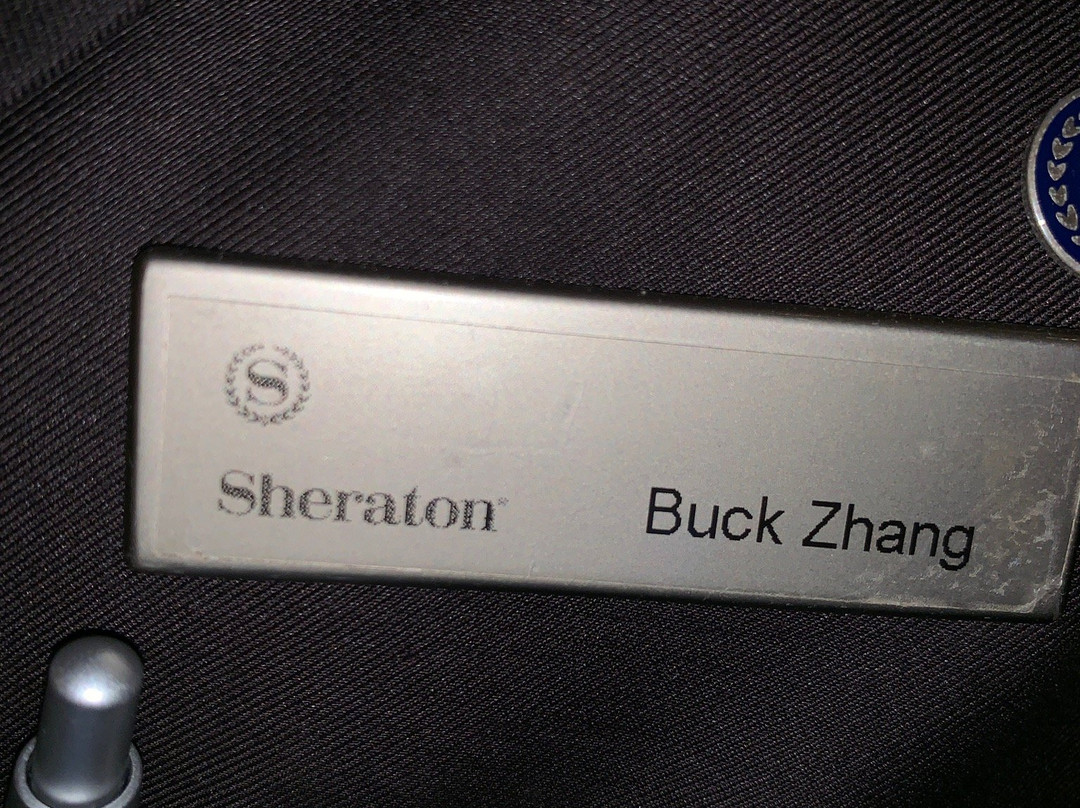 S
Sheraton
Buck Zhang